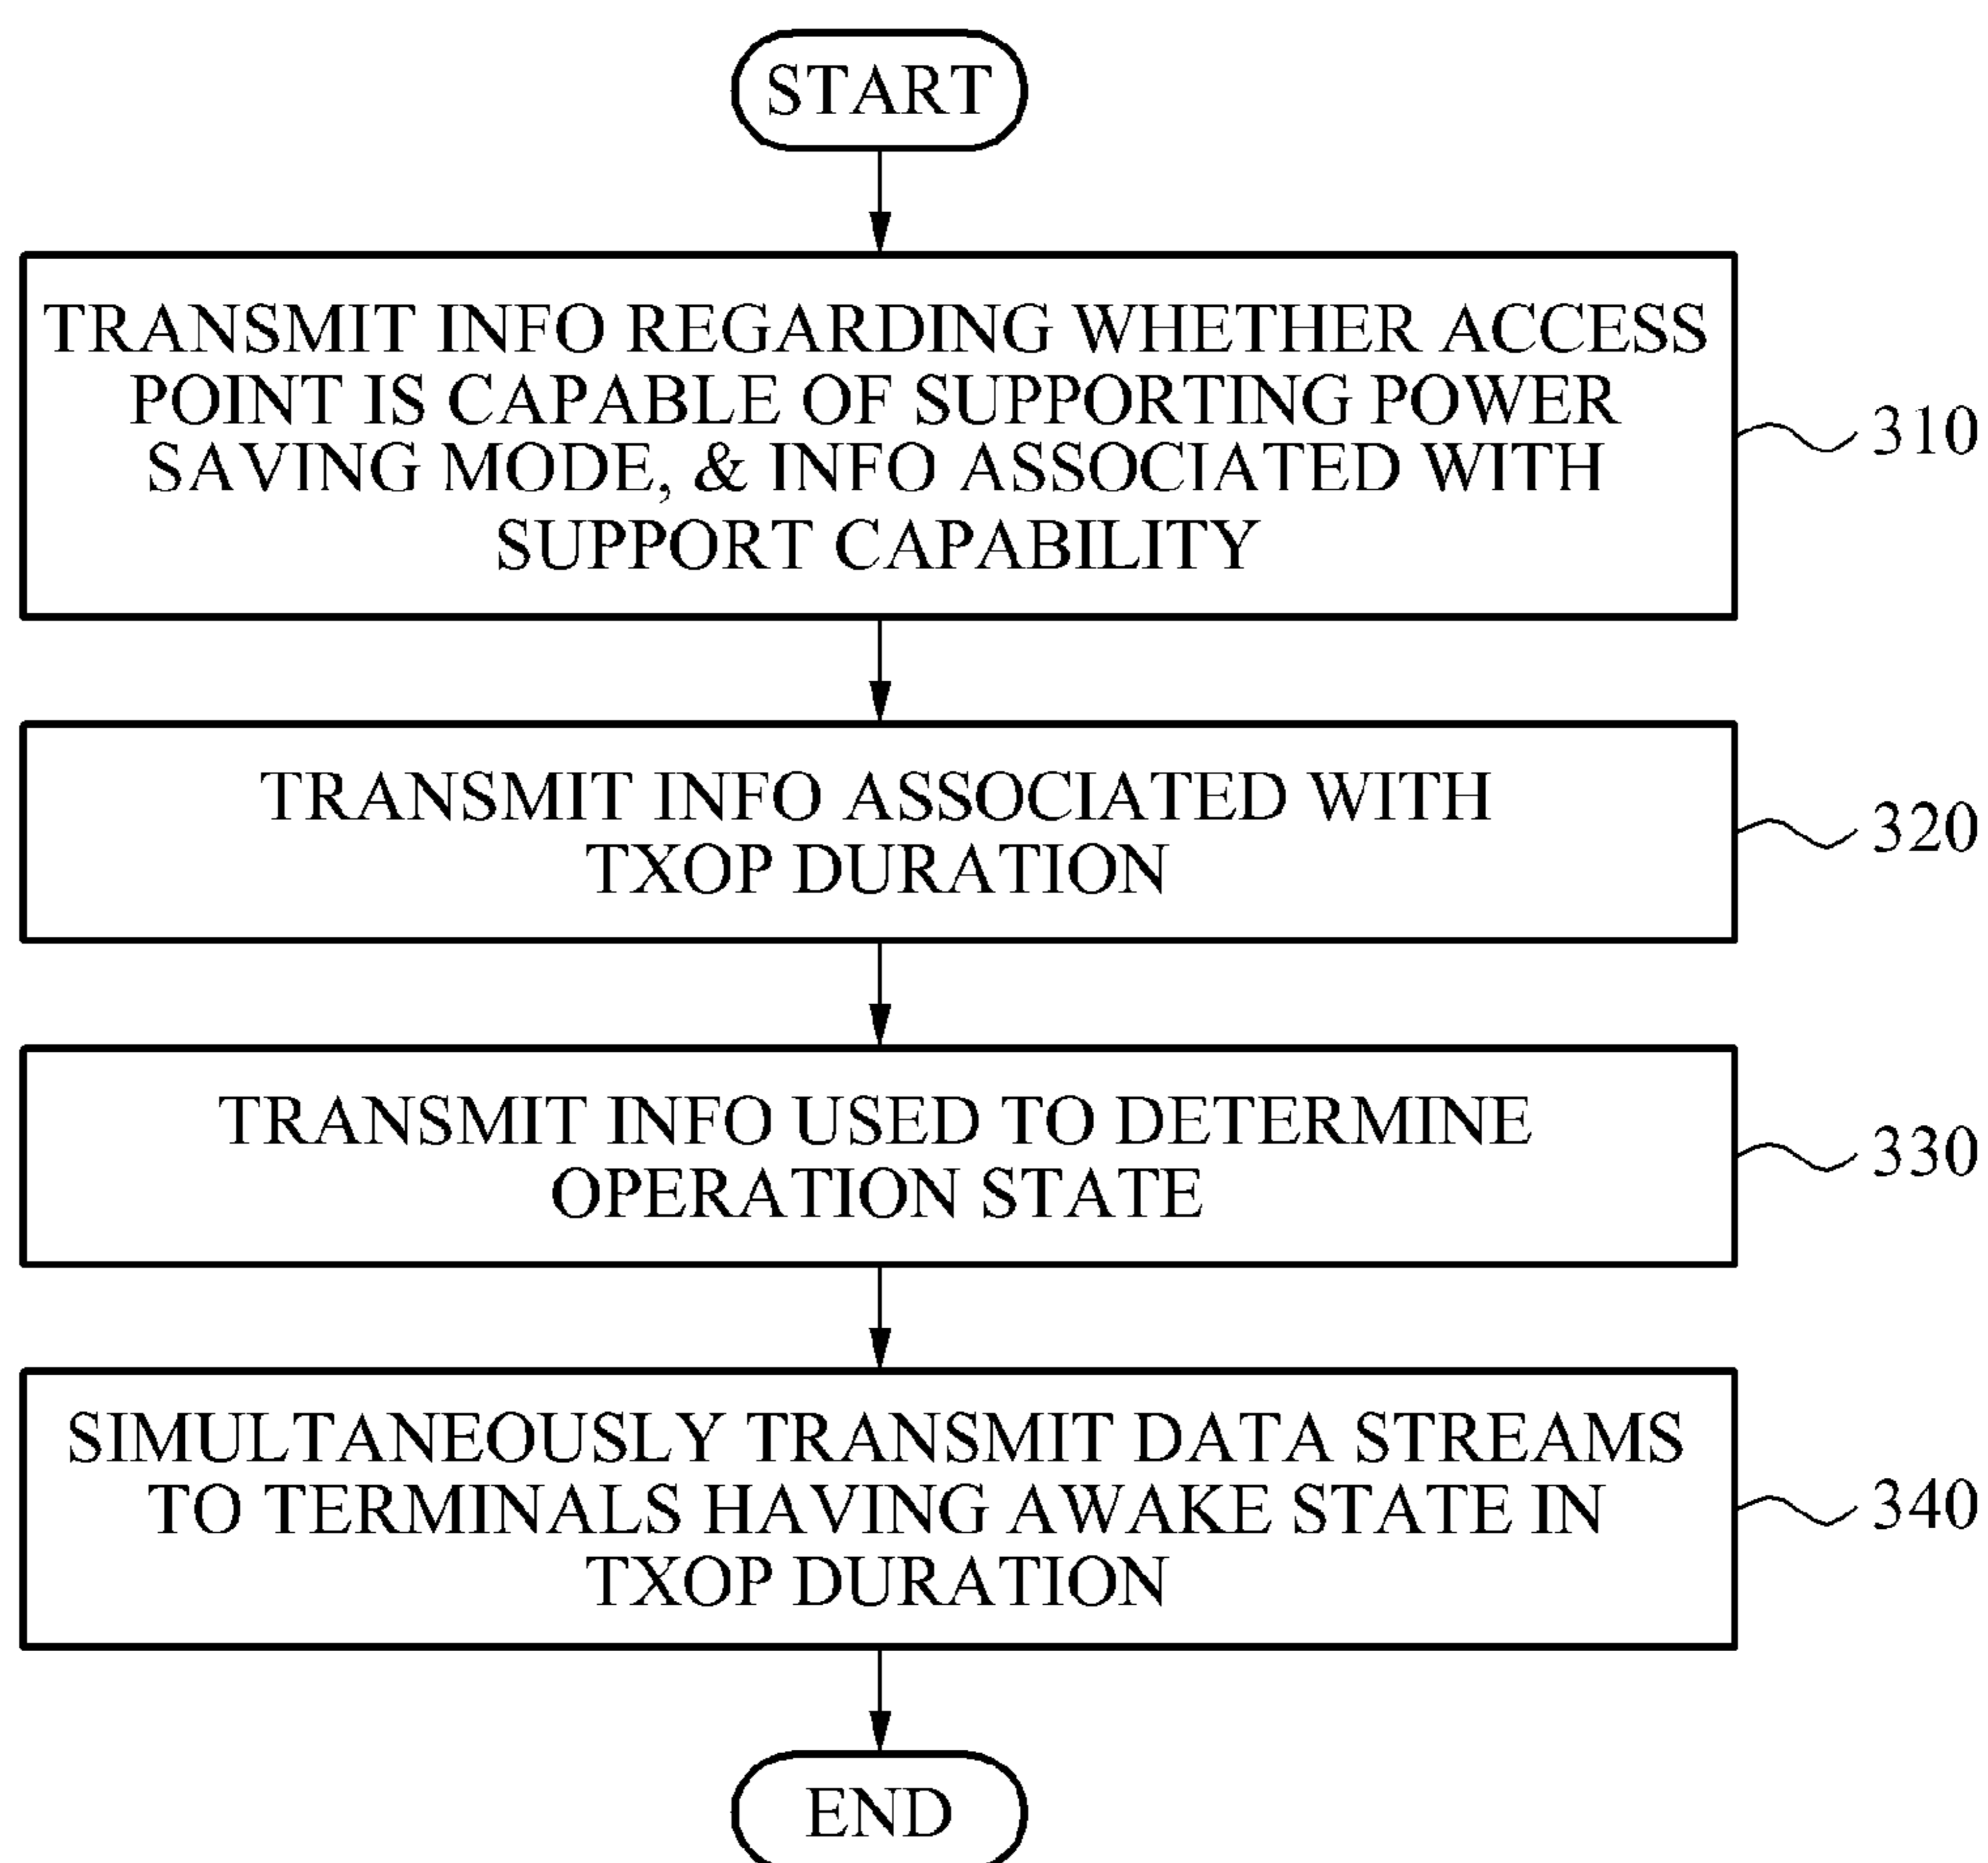 START
TRANSMIT INFO REGARDING WHETHER ACCESS
POINT IS CAPABLE OF SUPPORTING POWER
SAVING MODE, & INFO ASSOCIATED WITH
SUPPORT CAPABILITY
310
TRANSMIT INFO ASSOCIATED WITH
TXOP DURATION
320
TRANSMIT INFO USED TO DETERMINE
OPERATION STATE
330
SIMULTANEOUSLY TRANSMIT DATA STREAMS
TO TERMINALS HAVING AWAKE STATE IN
TXOP DURATION
340
END